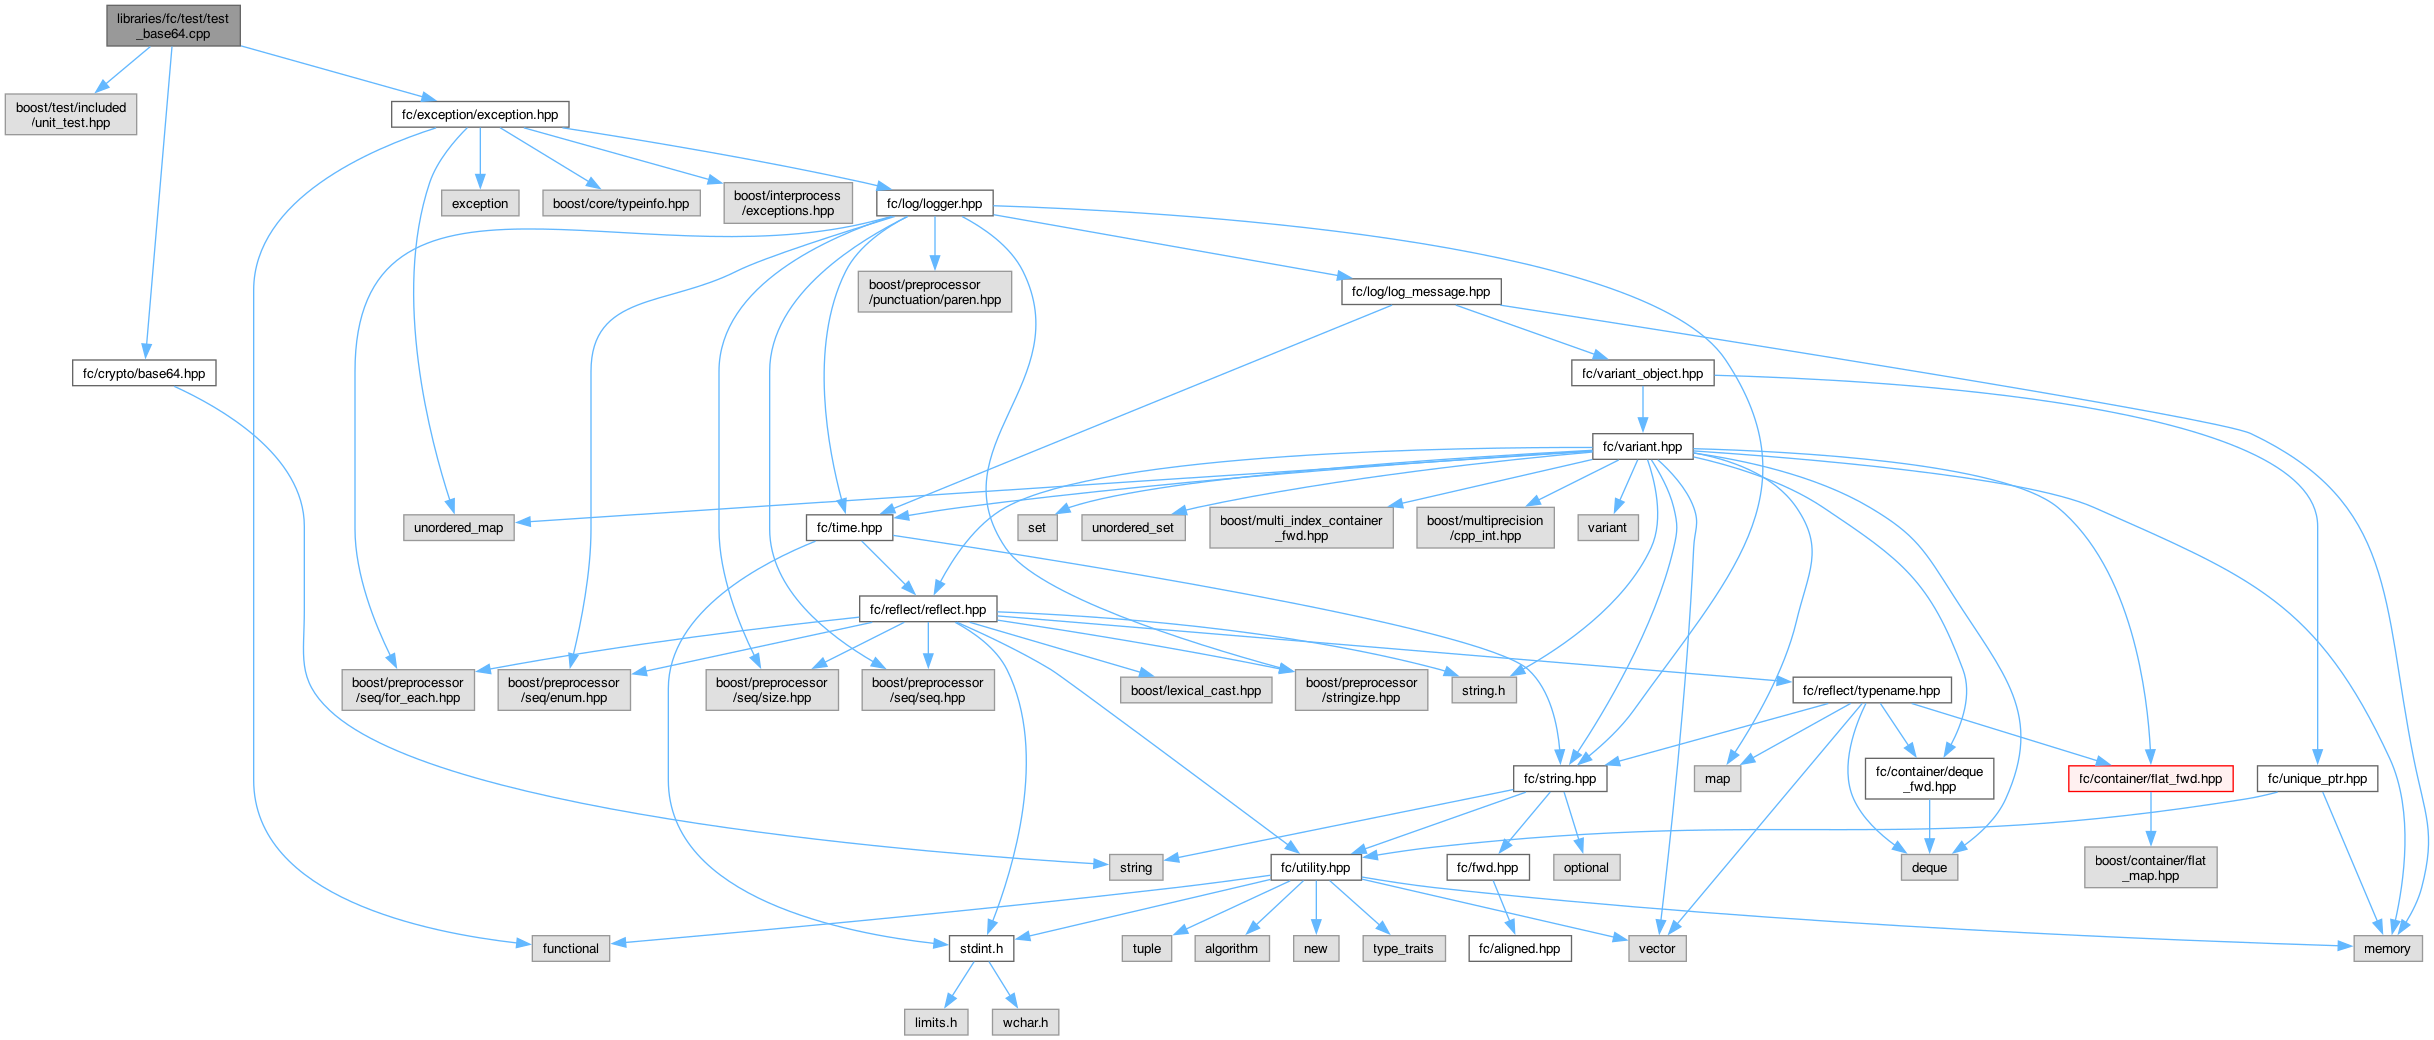 libraries/fc/test/test
_base64.cpp
boost/test/included
/unit_test.hpp
fc/exception/exception.hpp
exception
boost/core/typeinfo.hpp
boost/interprocess
/exceptions.hpp
fc/log/logger.hpp
boost/preprocessor
/punctuation/paren.hpp
fc/log/log_message.hpp
fc/crypto/base64.hpp
fc/variant_object.hpp
fc/variant.hpp
unordered_map
fc/time.hpp
set
unordered_set
boost/multi_index_container
_fwd.hpp
boost/multiprecision
/cpp_int.hpp
variant
fc/reflect/reflect.hpp
boost/preprocessor
/seq/for_each.hpp
boost/preprocessor
/seq/enum.hpp
boost/preprocessor
/seq/size.hpp
boost/preprocessor
/seq/seq.hpp
boost/lexical_cast.hpp
boost/preprocessor
/stringize.hpp
string.h
fc/reflect/typename.hpp
fc/string.hpp
map
fc/container/deque
_fwd.hpp
fc/container/flat_fwd.hpp
fc/unique_ptr.hpp
string
fc/utility.hpp
fc/fwd.hpp
optional
deque
boost/container/flat
_map.hpp
functional
stdint.h
tuple
algorithm
new
type_traits
fc/aligned.hpp
vector
memory
limits.h
wchar.h